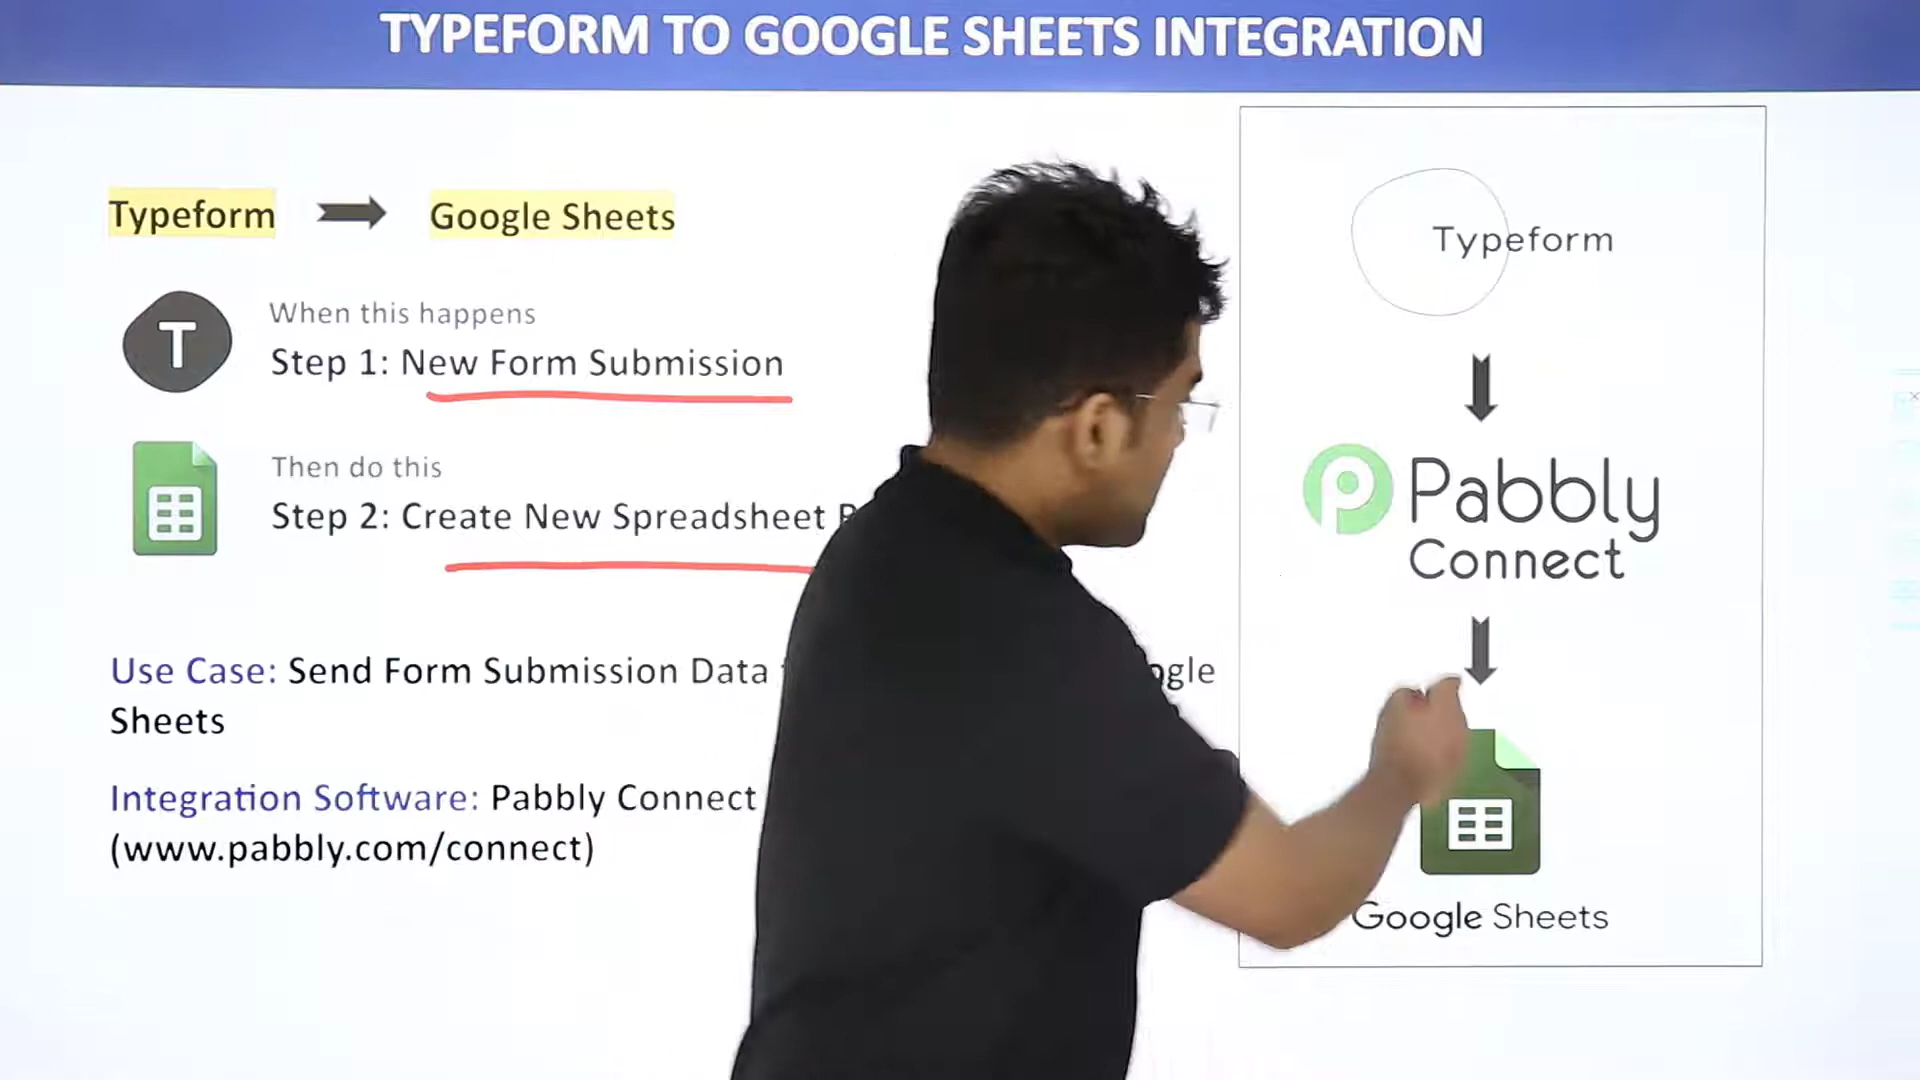 TYPEFORM TO GOOGLE SHEETS INTEGRATION
Typeform Google Sheets
T
When this happens
Step 1: New Form Submission
Then do this
Step 2: Create New Spreadsheet
Use Case: Send Form Submission Data
Sheets
Integration Software: Pabbly Connect
(www.pabbly.com/connect)
Typeform
Pabbly
Connect
Google Sheets